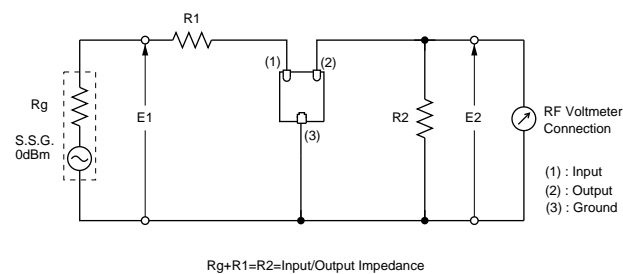 R1
(1)
(2)
Rg
E1
R2
E2
RF Voltmeter
Connection
S.S.G.
0dBm
(3)
(1) : Input
(2) : Output
(3) : Ground
Rg+R1=R2=Input/Output Impedance